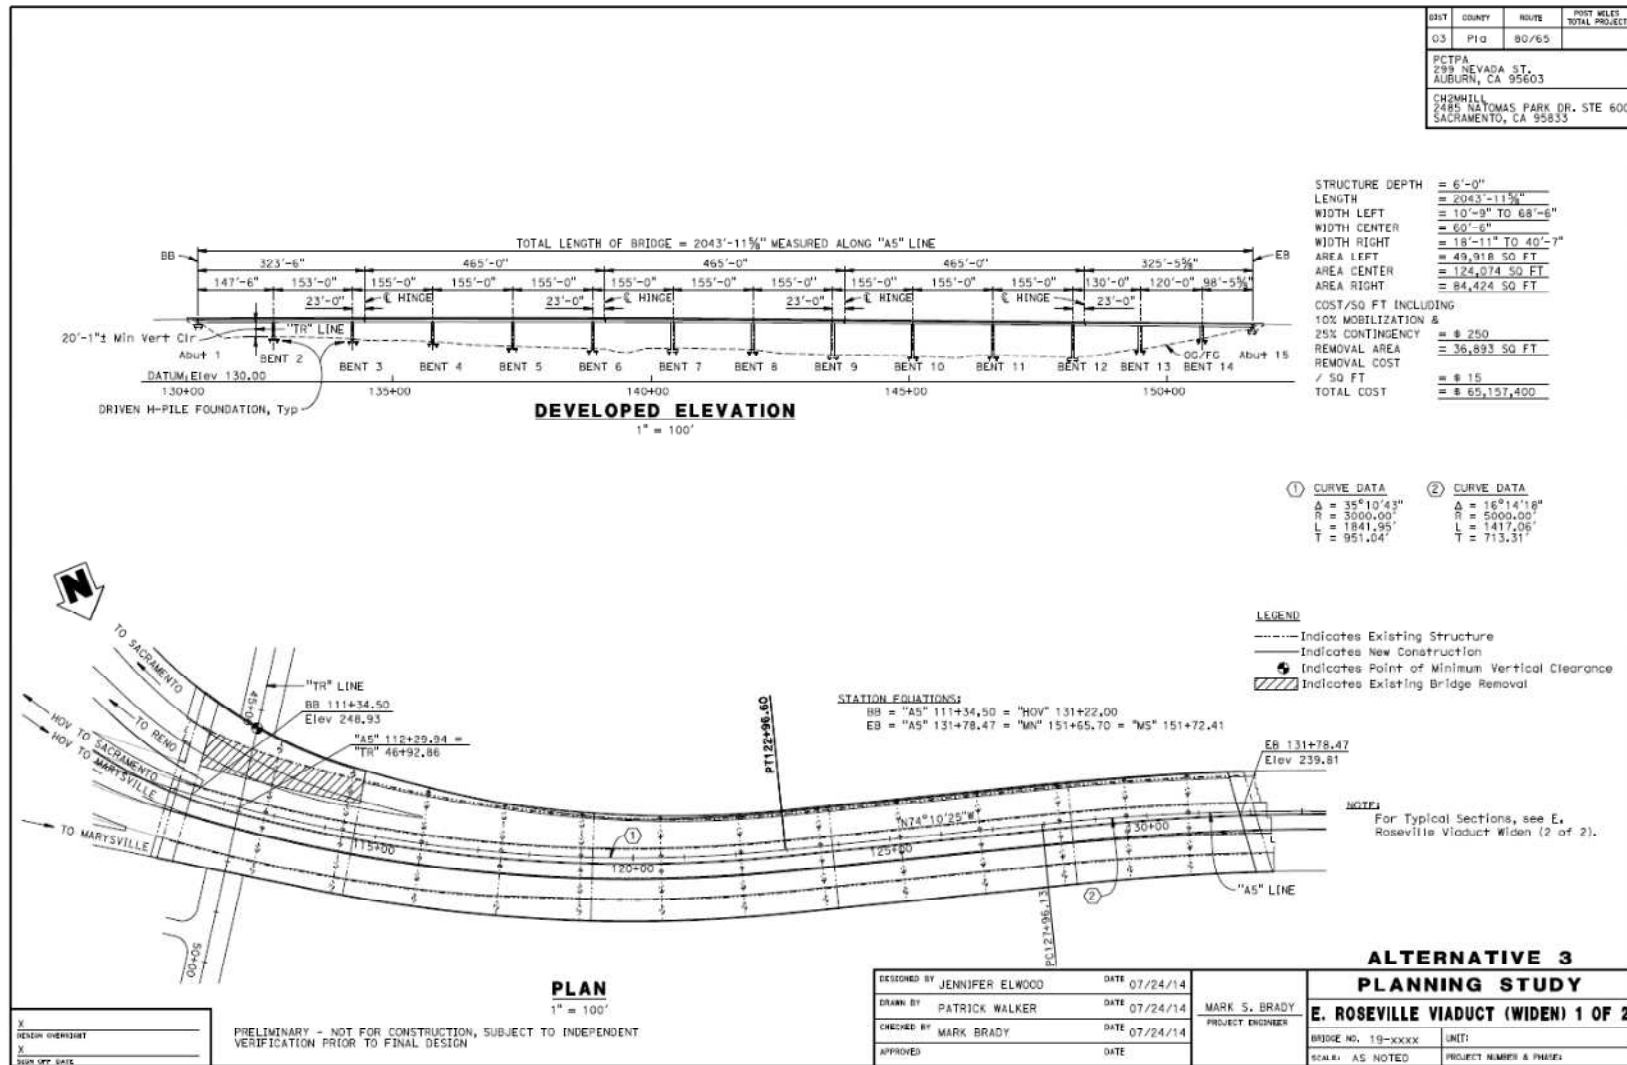 DIST COUNTY ROUTE POST MILES TOTAL PROJECT
03 Pla 80/65
PCTPA
299 NEVADA ST.
AUBURN, CA 95603
CH2MHILL
2485 NATOMAS PARK DR. STE 600
SACRAMENTO, CA 95833
STRUCTURE DEPTH = 6'-0"
LENGTH = 2043'-11⅝"
WIDTH LEFT = 10'-9" TO 68'-6"
WIDTH CENTER = 60'-6"
WIDTH RIGHT = 18'-11" TO 40'-7"
AREA LEFT = 49,918 SQ FT
AREA CENTER = 124,074 SQ FT
AREA RIGHT = 84,424 SQ FT
COST/SQ FT INCLUDING
10% MOBILIZATION &
25% CONTINGENCY = $ 250
REMOVAL AREA = 36,893 SQ FT
REMOVAL COST
/ SQ FT = $ 15
TOTAL COST = $ 65,157,400
TOTAL LENGTH OF BRIDGE = 2043'-11⅝" MEASURED ALONG "A5" LINE
BB
EB
323'-6" 465'-0" 465'-0" 465'-0" 325'-5⅝"
147'-6" 153'-0" 155'-0" 155'-0" 155'-0" 155'-0" 155'-0" 155'-0" 155'-0" 155'-0" 155'-0" 130'-0" 120'-0" 98'-5⅝"
23'-0" ℄ HINGE 23'-0" ℄ HINGE 23'-0" ℄ HINGE ℄ HINGE 23'-0"
"TR" LINE
20'-1"± Min Vert Clr
Abut 1
BENT 2 BENT 3 BENT 4 BENT 5 BENT 6 BENT 7 BENT 8 BENT 9 BENT 10 BENT 11 BENT 12 BENT 13 BENT 14
OG/FG
Abut 15
DATUM Elev 130.00
130+00 135+00 140+00 145+00 150+00
DRIVEN H-PILE FOUNDATION, Typ
DEVELOPED ELEVATION
1" = 100'
1 CURVE DATA
Δ = 35°10'43"
R = 3000.00'
L = 1841.95'
T = 951.04'
2 CURVE DATA
Δ = 16°14'18"
R = 5000.00'
L = 1417.06'
T = 713.31'
N
LEGEND
Indicates Existing Structure
Indicates New Construction
Indicates Point of Minimum Vertical Clearance
Indicates Existing Bridge Removal
TO SACRAMENTO
TO RENO
HOV TO SACRAMENTO
HOV TO MARYSVILLE
TO MARYSVILLE
45+00
"TR" LINE
BB 111+34.50
Elev 248.93
"A5" 112+29.94 =
"TR" 46+92.86
STATION EQUATIONS:
BB = "A5" 111+34.50 = "HOV" 131+22.00
EB = "A5" 131+78.47 = "MN" 151+65.70 = "MS" 151+72.41
PT122+96.60
EB 131+78.47
Elev 239.81
115+00
1
120+00
125+00
N74°10'25"W
130+00
2
PC127+96.13
"A5" LINE
50+00
NOTE:
For Typical Sections, see E.
Roseville Viaduct Widen (2 of 2).
PLAN
1" = 100'
X
DESIGN OVERSIGHT
X
SIGN OFF DATE
PRELIMINARY - NOT FOR CONSTRUCTION, SUBJECT TO INDEPENDENT
VERIFICATION PRIOR TO FINAL DESIGN
DESIGNED BY JENNIFER ELWOOD DATE 07/24/14
DRAWN BY PATRICK WALKER DATE 07/24/14
CHECKED BY MARK BRADY DATE 07/24/14
APPROVED DATE
MARK S. BRADY
PROJECT ENGINEER
ALTERNATIVE 3
PLANNING STUDY
E. ROSEVILLE VIADUCT (WIDEN) 1 OF 2
BRIDGE NO. 19-xxxx UNIT:
SCALE: AS NOTED PROJECT NUMBER & PHASE: